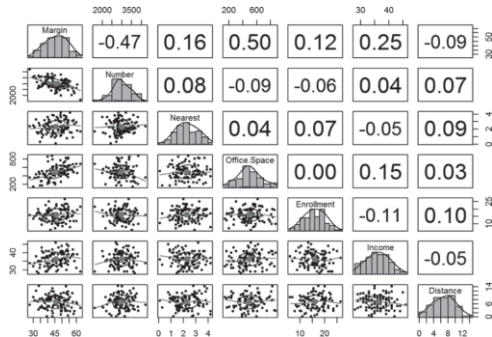 2000 3500
200 600
30 40
Margin
-0.47
0.16
0.50
0.12
0.25
-0.09
30 50
2000
Number
0.08
-0.09
-0.06
0.04
0.07
Nearest
0.04
0.07
-0.05
0.09
0 2 4
200 800
Office.Space
0.00
0.15
0.03
Enrollment
-0.11
0.10
10 25
30 40
Income
-0.05
Distance
0 6 14
30 45 60
0 1 2 3 4
10 20
0 4 8 12